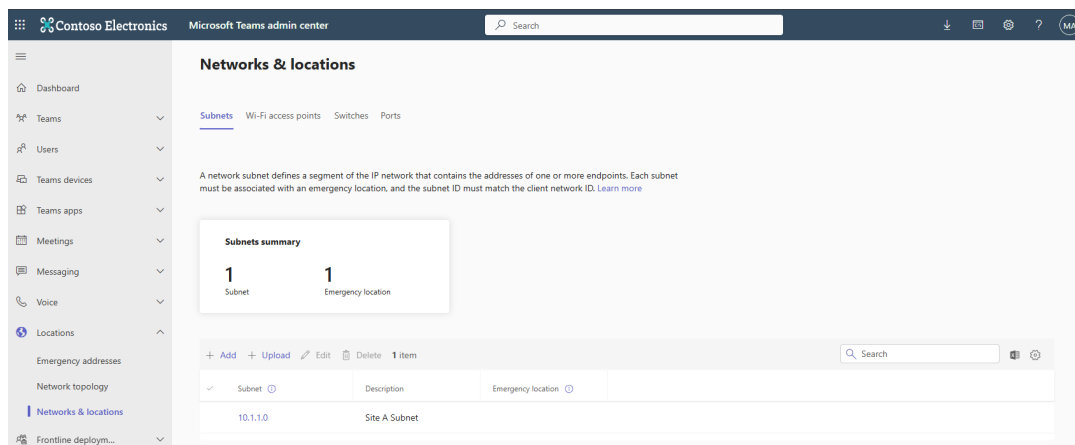 Contoso Electronics
Microsoft Teams admin center
Search
?
MA
Networks & locations
Dashboard
Teams
Users
Teams devices
Teams apps
Meetings
Messaging
Voice
Locations
Emergency addresses
Network topology
Networks & locations
Frontline deploym...
Subnets Wi-Fi access points Switches Ports
A network subnet defines a segment of the IP network that contains the addresses of one or more endpoints. Each subnet
must be associated with an emergency location, and the subnet ID must match the client network ID. Learn more
Subnets summary
1 1
Subnet Emergency location
+ Add + Upload Edit Delete 1 item
Search
Subnet Description Emergency location
10.1.1.0 Site A Subnet